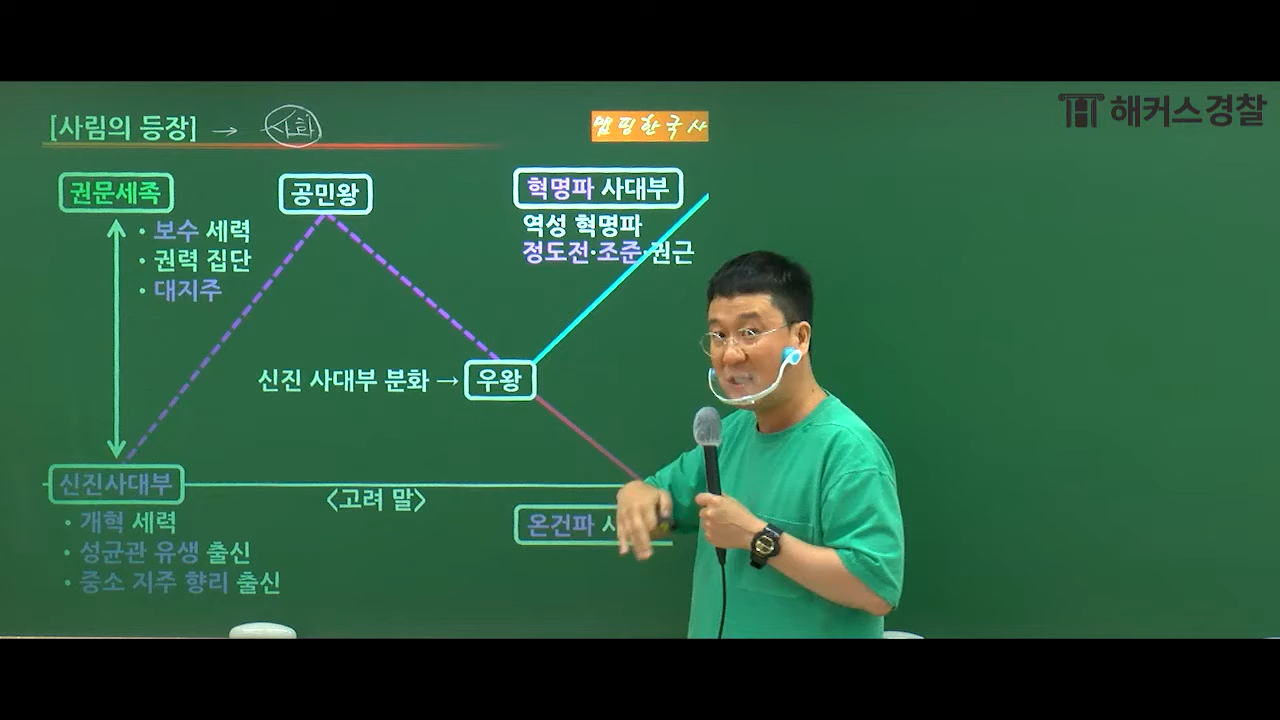 해커스경찰
[사림의 등장] → 사화
맵핑한국사
권문세족
공민왕
혁명파 사대부
• 보수 세력
• 권력 집단
• 대지주
역성 혁명파
정도전·조준·권근
신진 사대부 분화 → 우왕
신진사대부
<고려 말>
• 개혁 세력
• 성균관 유생 출신
• 중소 지주 향리 출신
온건파